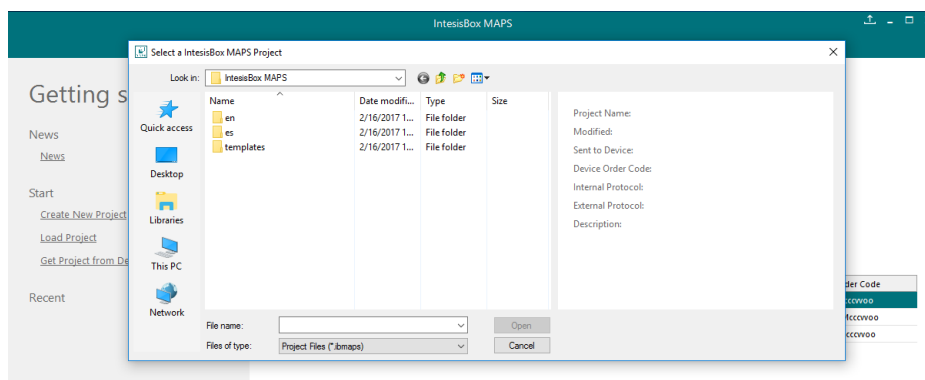 IntesisBox MAPS
Select a IntesisBox MAPS Project
Look in: IntesisBox MAPS
Getting s
News
News
Start
Create New Project
Load Project
Get Project from De
Recent
Quick access
Desktop
Libraries
This PC
Network
Name Date modifi... Type Size
en 2/16/2017 1... File folder
es 2/16/2017 1... File folder
templates 2/16/2017 1... File folder
Project Name:
Modified:
Sent to Device:
Device Order Code:
Internal Protocol:
External Protocol:
Description:
File name: Open
Files of type: Project Files (*.ibmaps) Cancel
der Code